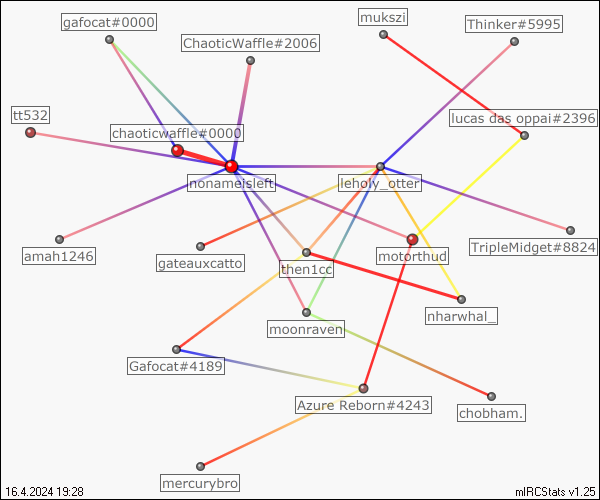 mukszi
gafocat#0000
Thinker#5995
ChaoticWaffle#2006
tt532
lucas das oppai#2396
chaoticwaffle#0000
nonameisleft
leholy_otter
amah1246
TripleMidget#8824
motorthud
gateauxcatto
then1cc
nharwhal_
moonraven
Gafocat#4189
Azure Reborn#4243
chobham.
mercurybro
16.4.2024 19:28
mIRCStats v1.25